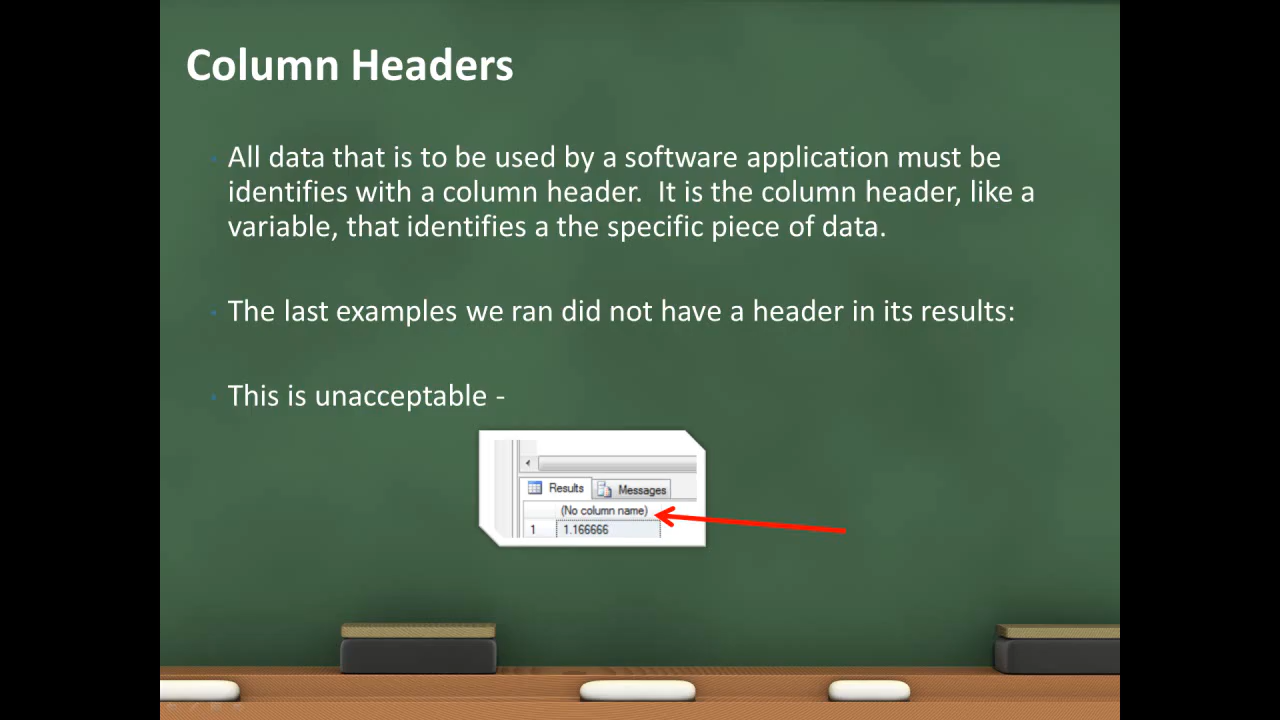 Column Headers
All data that is to be used by a software application must be
identifies with a column header.  It is the column header, like a
variable, that identifies a the specific piece of data.
The last examples we ran did not have a header in its results:
This is unacceptable -
Results Messages
(No column name)
1 1.166666